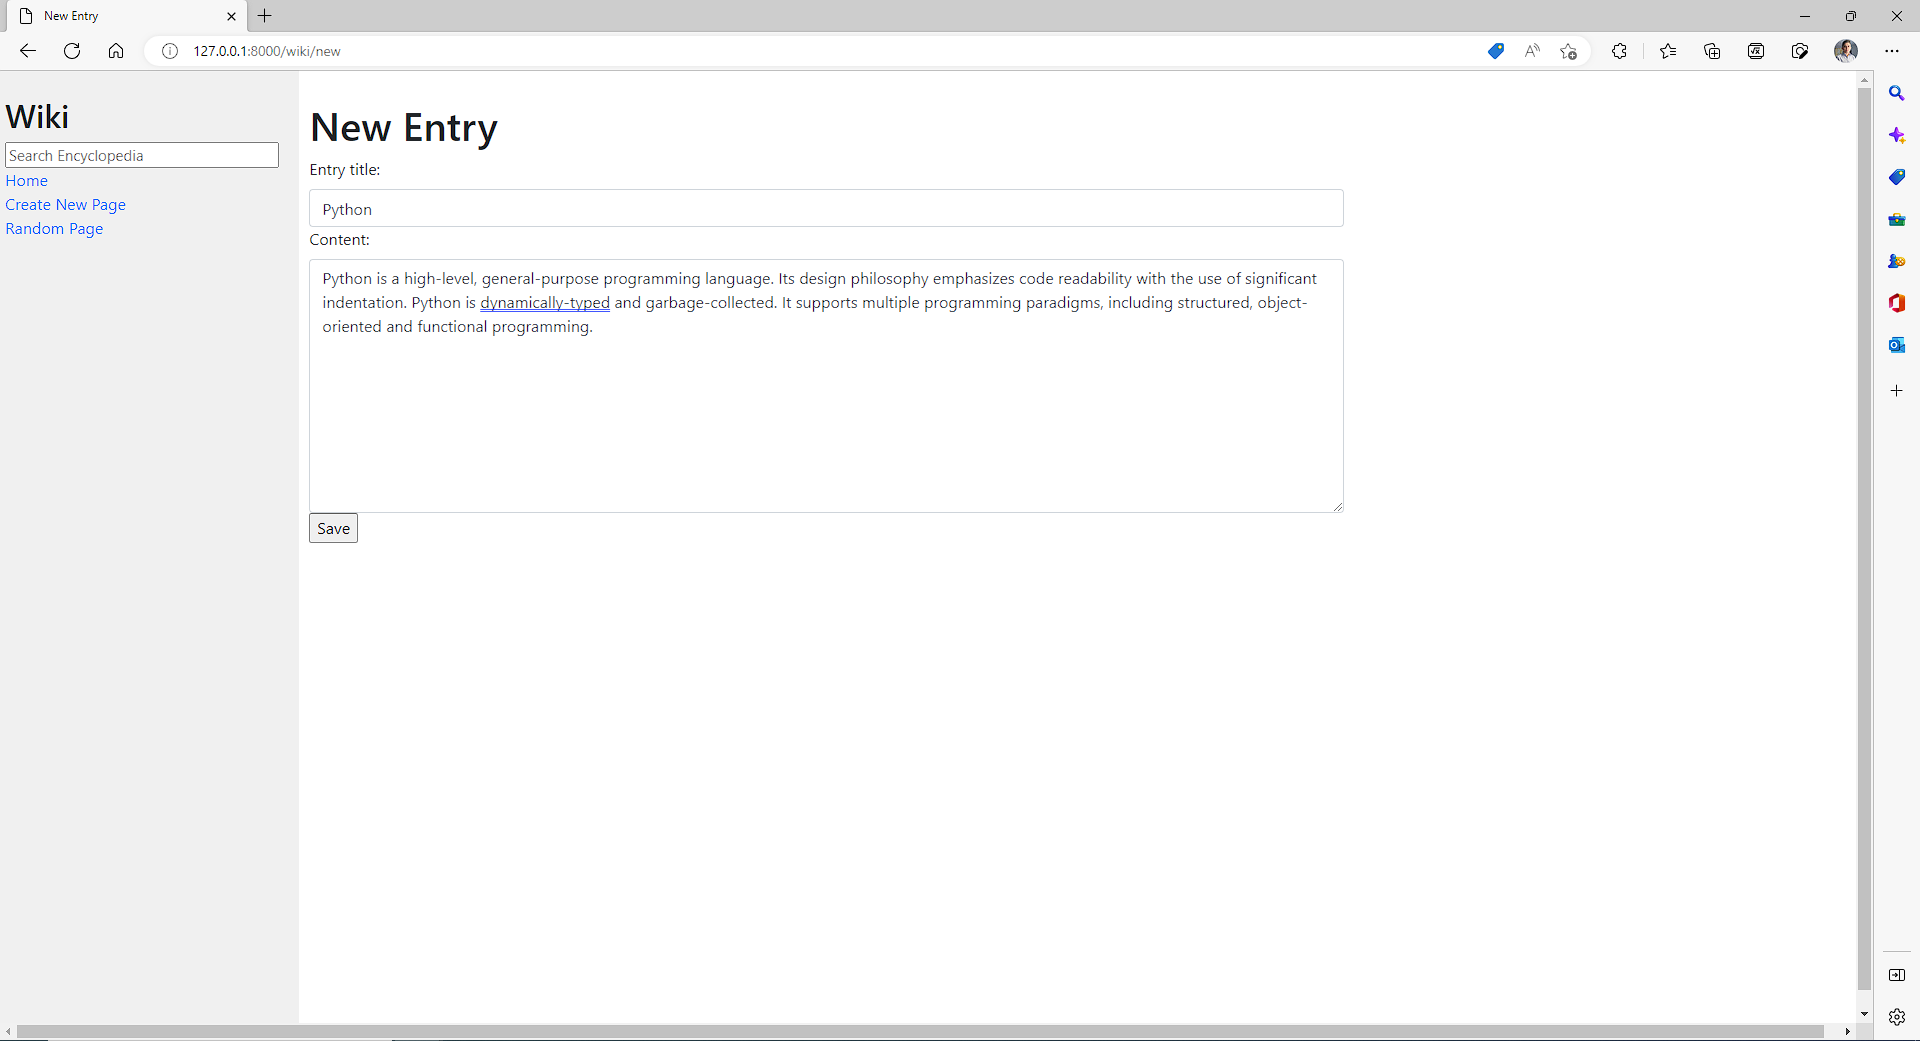 New Entry
127.0.0.1:8000/wiki/new
Wiki
Search Encyclopedia
Home
Create New Page
Random Page
New Entry
Entry title:
Python
Content:
Python is a high-level, general-purpose programming language. Its design philosophy emphasizes code readability with the use of significant
indentation. Python is dynamically-typed and garbage-collected. It supports multiple programming paradigms, including structured, object-
oriented and functional programming.
Save